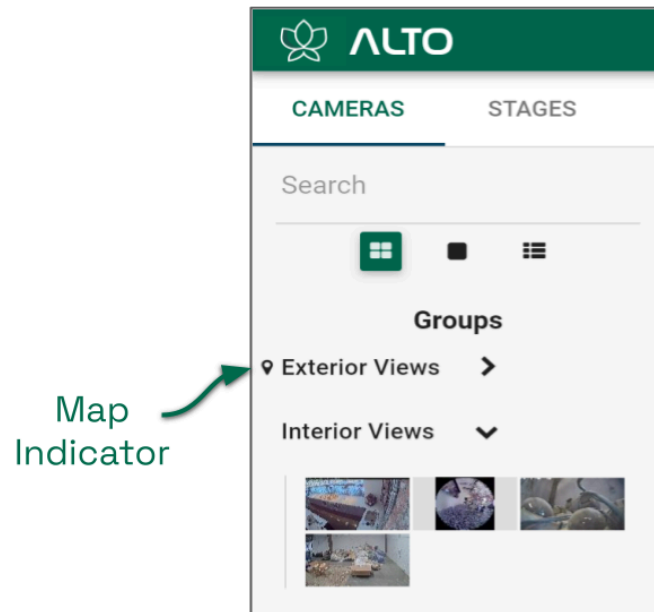 ALTO
CAMERAS STAGES
Search
Groups
Exterior Views
Map
Indicator
Interior Views